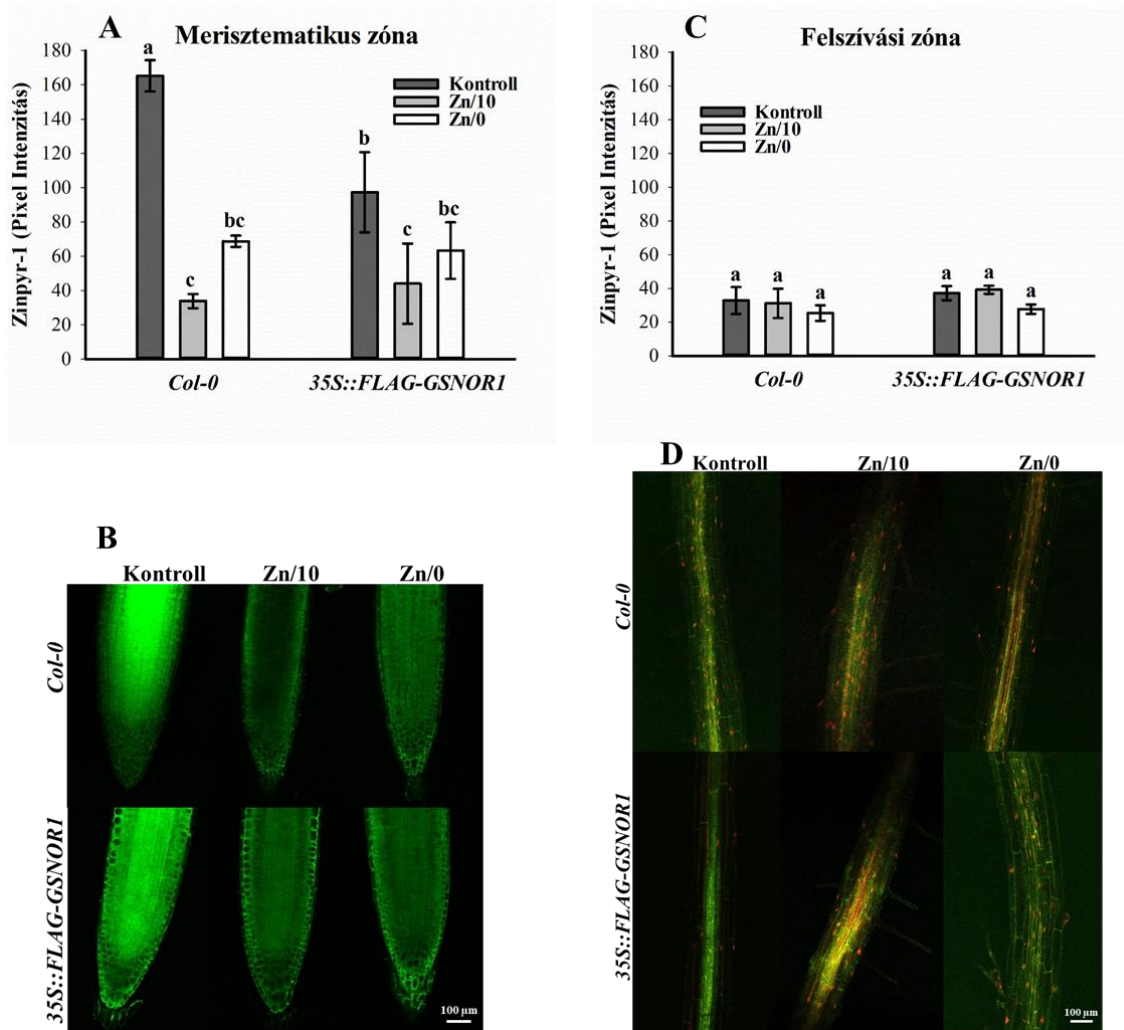 A
Merisztematikus zóna
Zinpyr-1 (Pixel Intenzitás)
180
160
140
120
100
80
60
40
20
0
a
c
bc
b
c
bc
Kontroll
Zn/10
Zn/0
Col-0
35S::FLAG-GSNOR1
C
Felszívási zóna
Zinpyr-1 (Pixel Intenzitás)
180
160
140
120
100
80
60
40
20
0
Kontroll
Zn/10
Zn/0
a
a
a
a
a
a
Col-0
35S::FLAG-GSNOR1
B
Kontroll
Zn/10
Zn/0
Col-0
35S::FLAG-GSNOR1
100 µm
D
Kontroll
Zn/10
Zn/0
Col-0
35S::FLAG-GSNOR1
100 µm